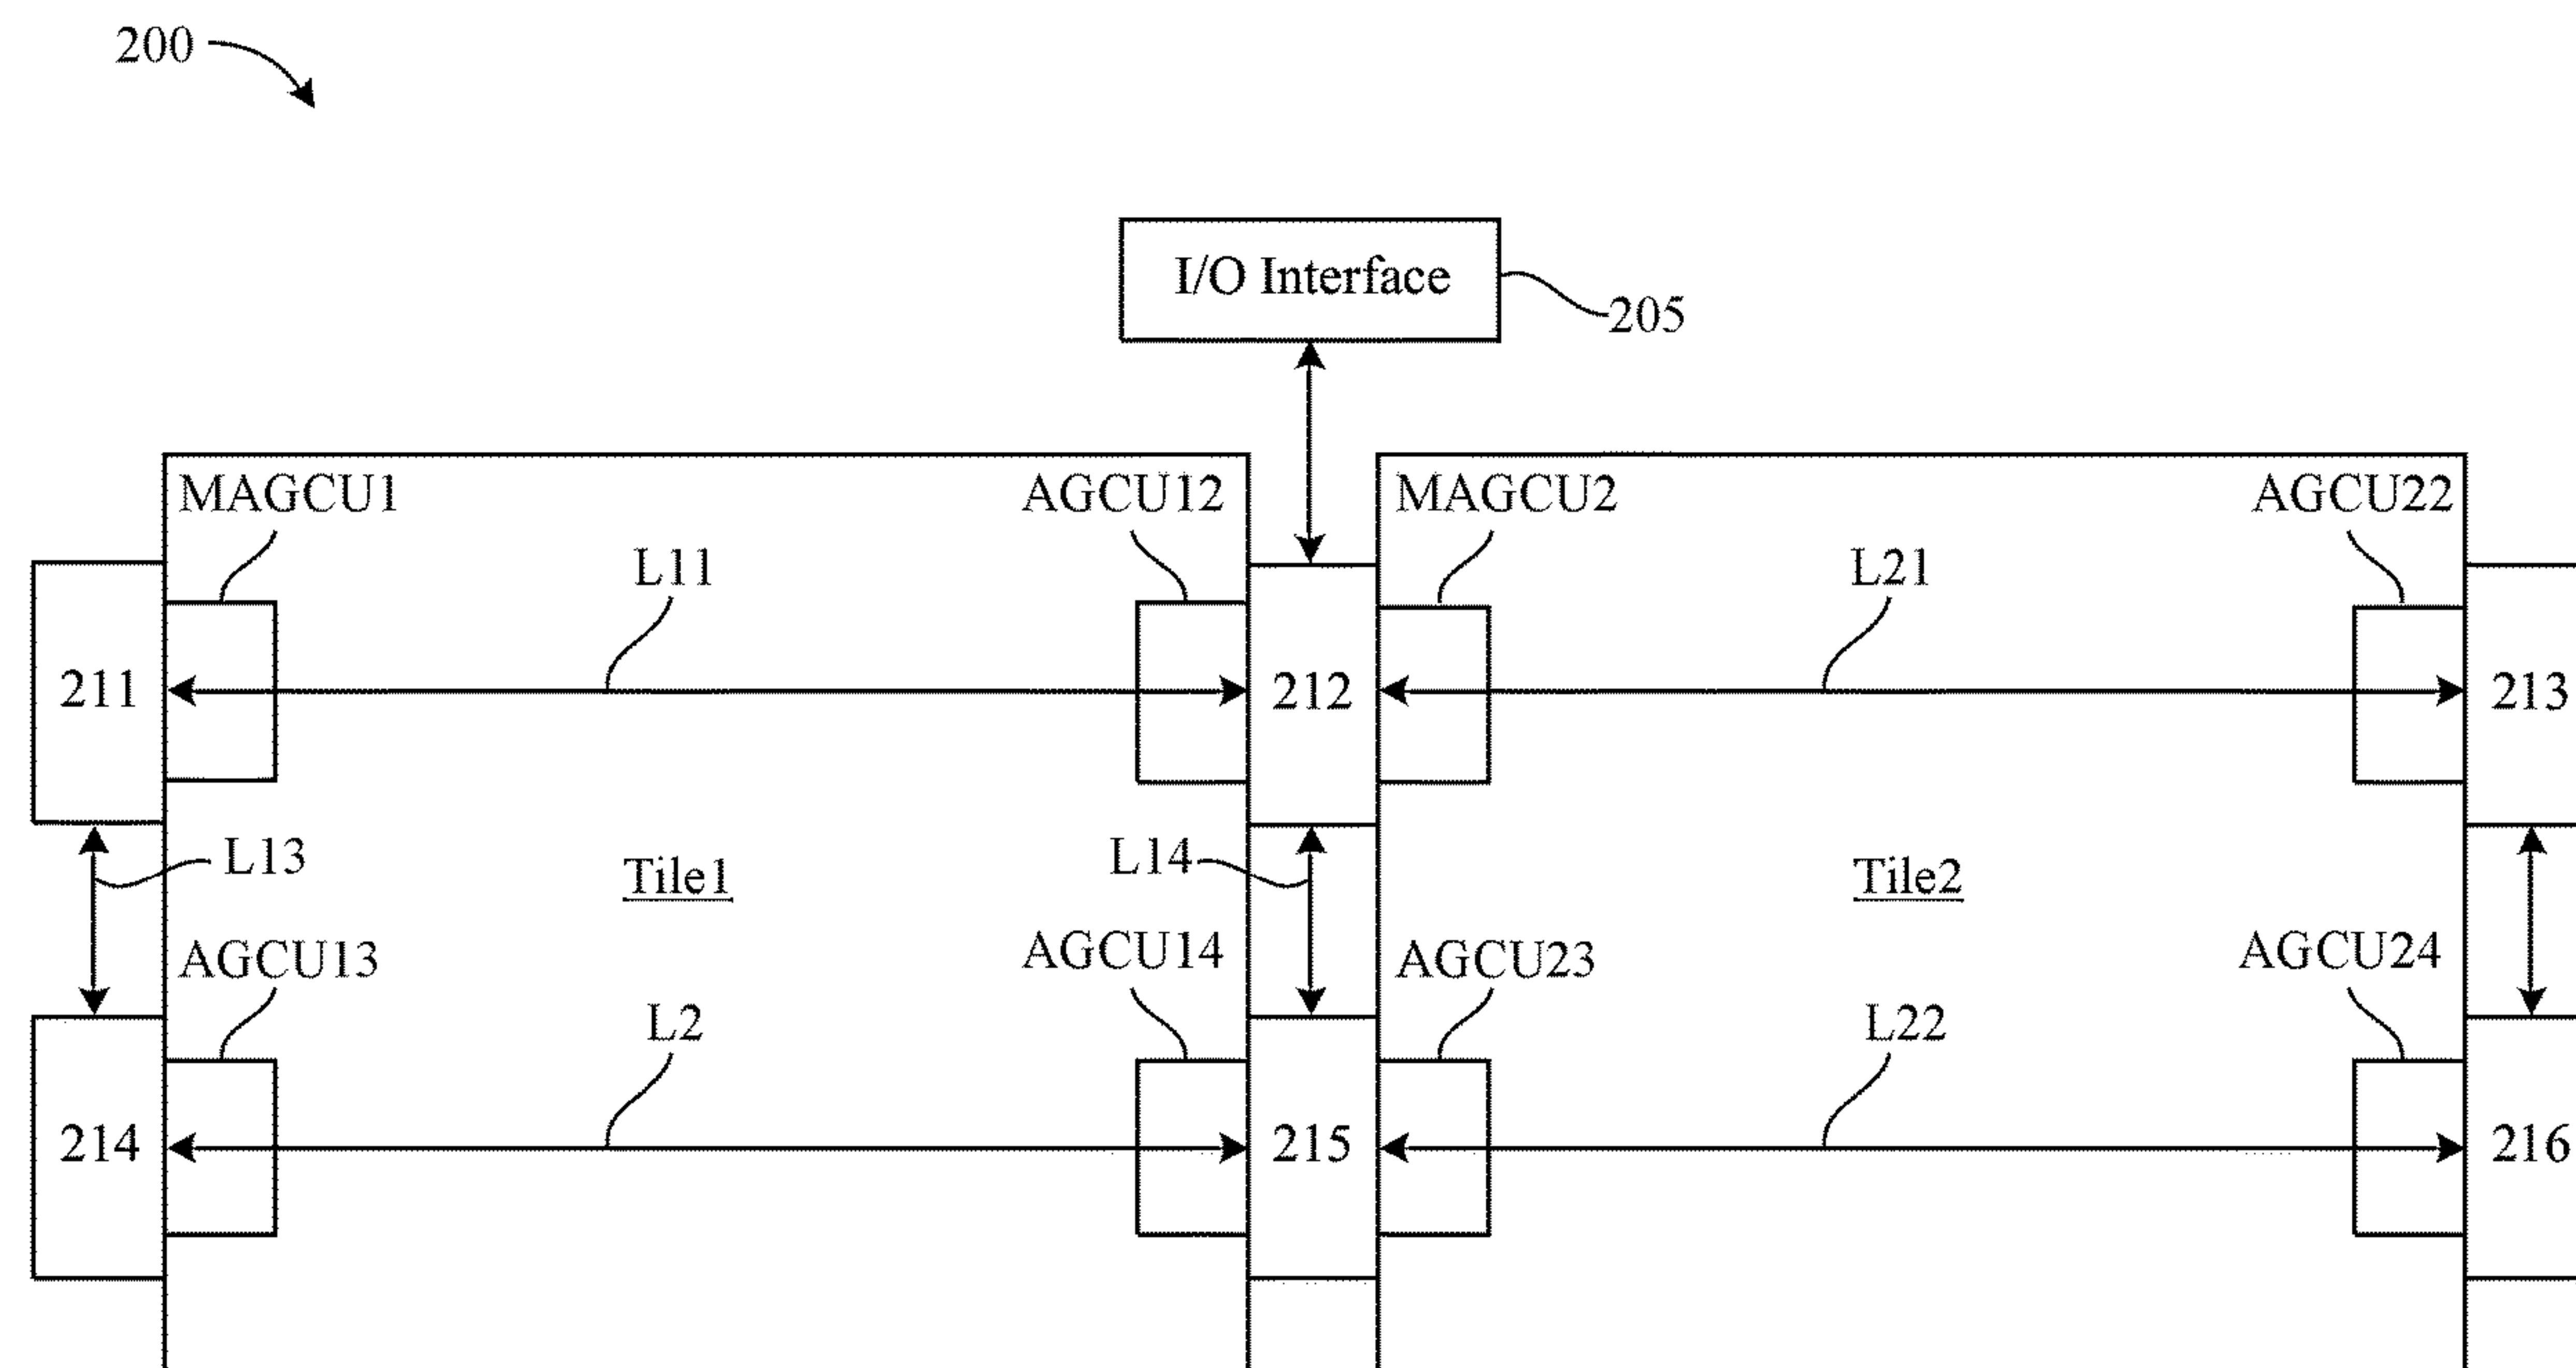 200
I/O Interface
205
MAGCU1
AGCU12
MAGCU2
AGCU22
L11
L21
211
212
213
L13
Tile1
L14
Tile2
AGCU13
AGCU14
AGCU23
AGCU24
L2
L22
214
215
216